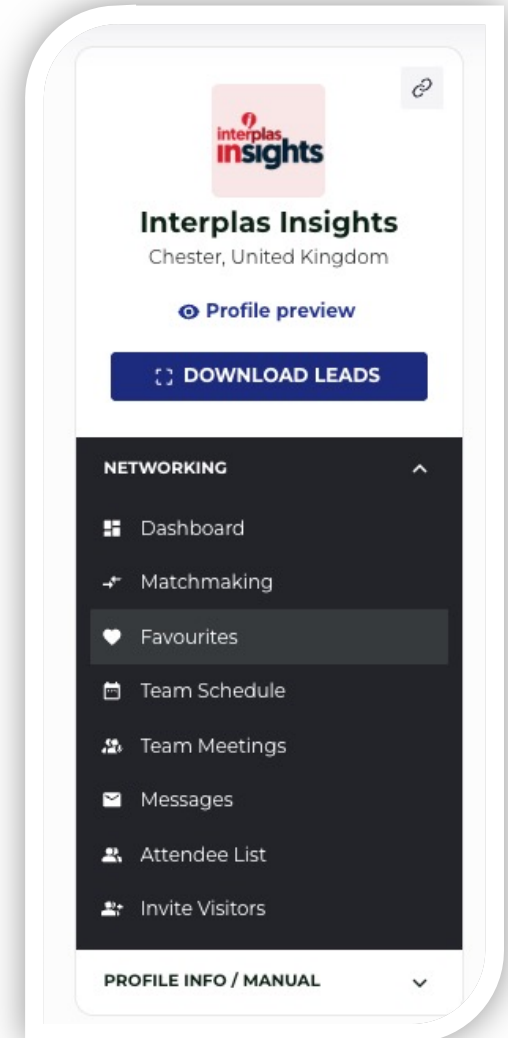 interplas
insights
Interplas Insights
Chester, United Kingdom
Profile preview
DOWNLOAD LEADS
NETWORKING
Dashboard
Matchmaking
Favourites
Team Schedule
Team Meetings
Messages
Attendee List
Invite Visitors
PROFILE INFO / MANUAL